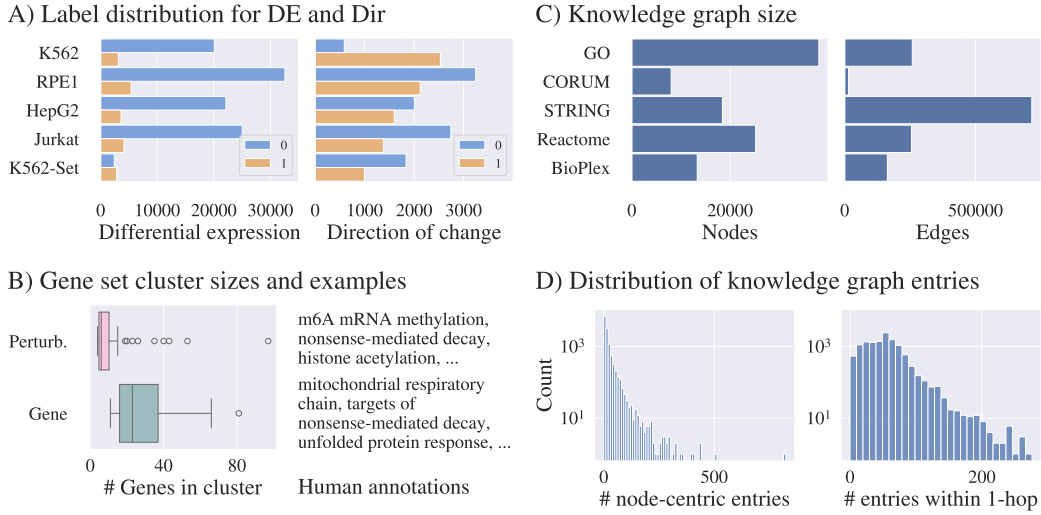 A) Label distribution for DE and Dir
K562
RPE1
HepG2
Jurkat
K562-Set
0
1
0
1
0 10000 20000 30000
0 1000 2000 3000
Differential expression
Direction of change
C) Knowledge graph size
GO
CORUM
STRING
Reactome
BioPlex
0 20000
0 500000
Nodes
Edges
B) Gene set cluster sizes and examples
Perturb.
Gene
0 40 80
# Genes in cluster
m6A mRNA methylation,
nonsense-mediated decay,
histone acetylation, ...
mitochondrial respiratory
chain, targets of
nonsense-mediated decay,
unfolded protein response, ...
Human annotations
D) Distribution of knowledge graph entries
Count
10³
10¹
0 500
# node-centric entries
10³
10¹
0 200
# entries within 1-hop